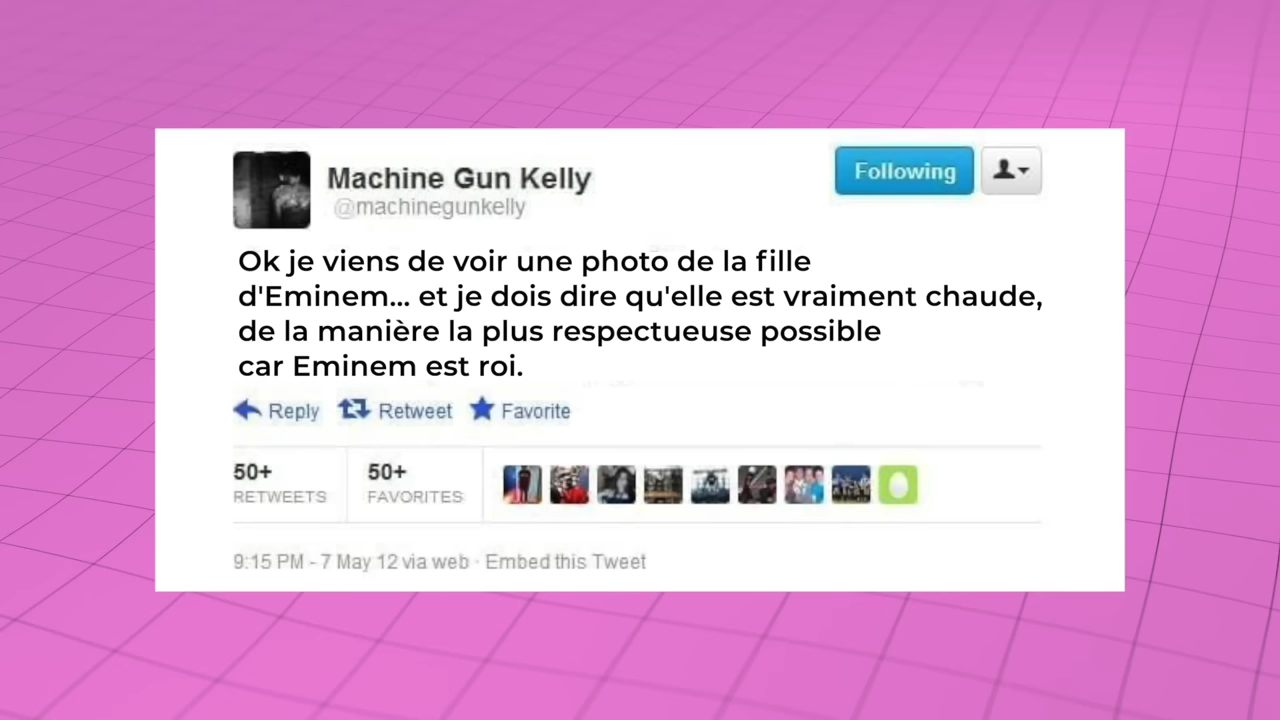 Machine Gun Kelly
@machinegunkelly
Following
Ok je viens de voir une photo de la fille
d'Eminem... et je dois dire qu'elle est vraiment chaude,
de la manière la plus respectueuse possible
car Eminem est roi.
Reply Retweet Favorite
50+ 50+
RETWEETS FAVORITES
9:15 PM - 7 May 12 via web · Embed this Tweet